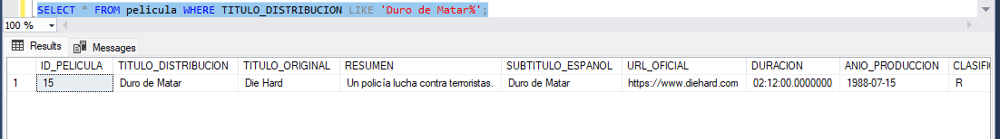 SELECT * FROM pelicula WHERE TITULO_DISTRIBUCION LIKE 'Duro de Matar%';
100 %
Results Messages
ID_PELICULA TITULO_DISTRIBUCION TITULO_ORIGINAL RESUMEN SUBTITULO_ESPANOL URL_OFICIAL DURACION ANIO_PRODUCCION CLASIFI
1 15 Duro de Matar Die Hard Un policía lucha contra terroristas. Duro de Matar https://www.diehard.com 02:12:00.0000000 1988-07-15 R